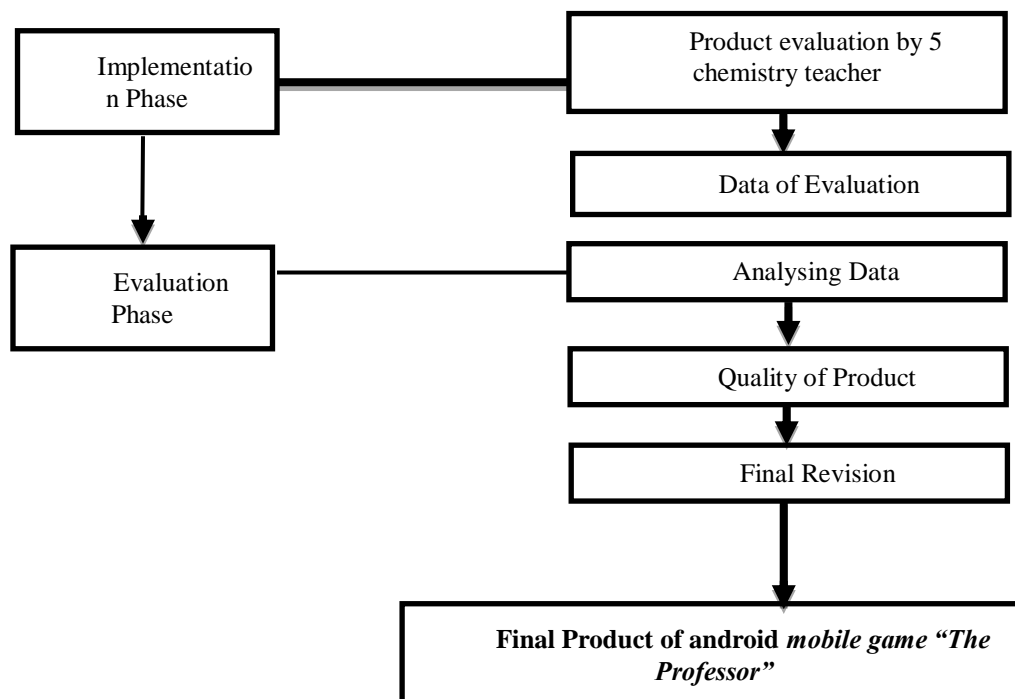 Implementatio
n Phase
Product evaluation by 5
chemistry teacher
Data of Evaluation
Evaluation
Phase
Analysing Data
Quality of Product
Final Revision
Final Product of android mobile game “The
Professor”